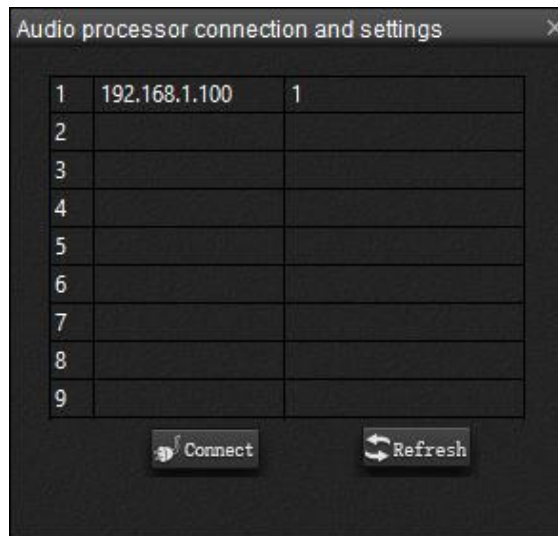 Audio processor connection and settings
1 192.168.1.100 1
2
3
4
5
6
7
8
9
Connect Refresh